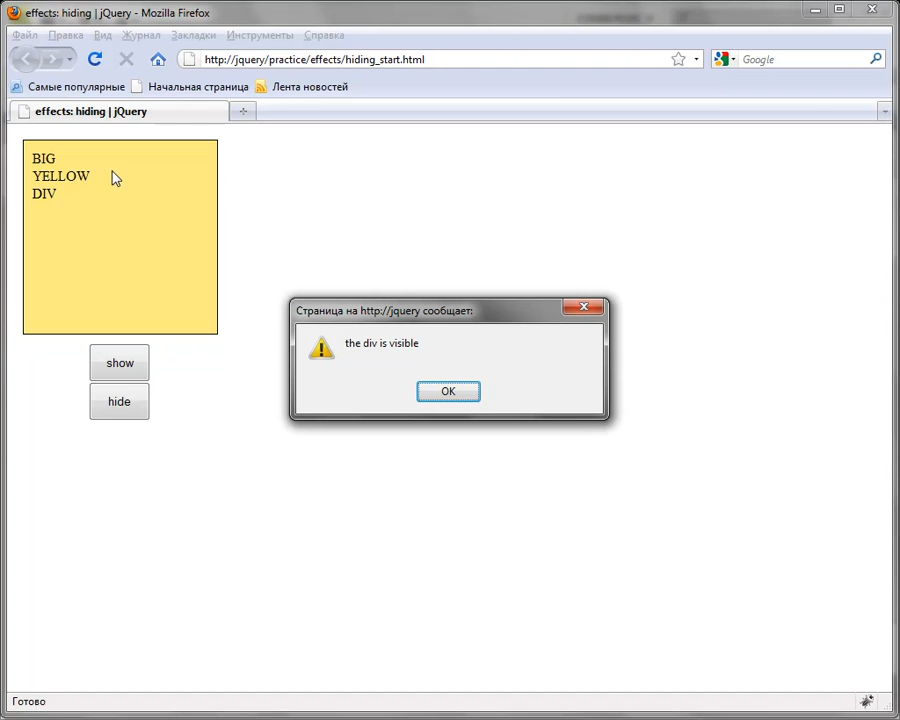 effects: hiding | jQuery - Mozilla Firefox
Файл Правка Вид Журнал Закладки Инструменты Справка
http://jquery/practice/effects/hiding_start.html
Google
Самые популярные Начальная страница Лента новостей
effects: hiding | jQuery
BIG
YELLOW
DIV
Страница на http://jquery сообщает:
the div is visible
OK
show
hide
Готово